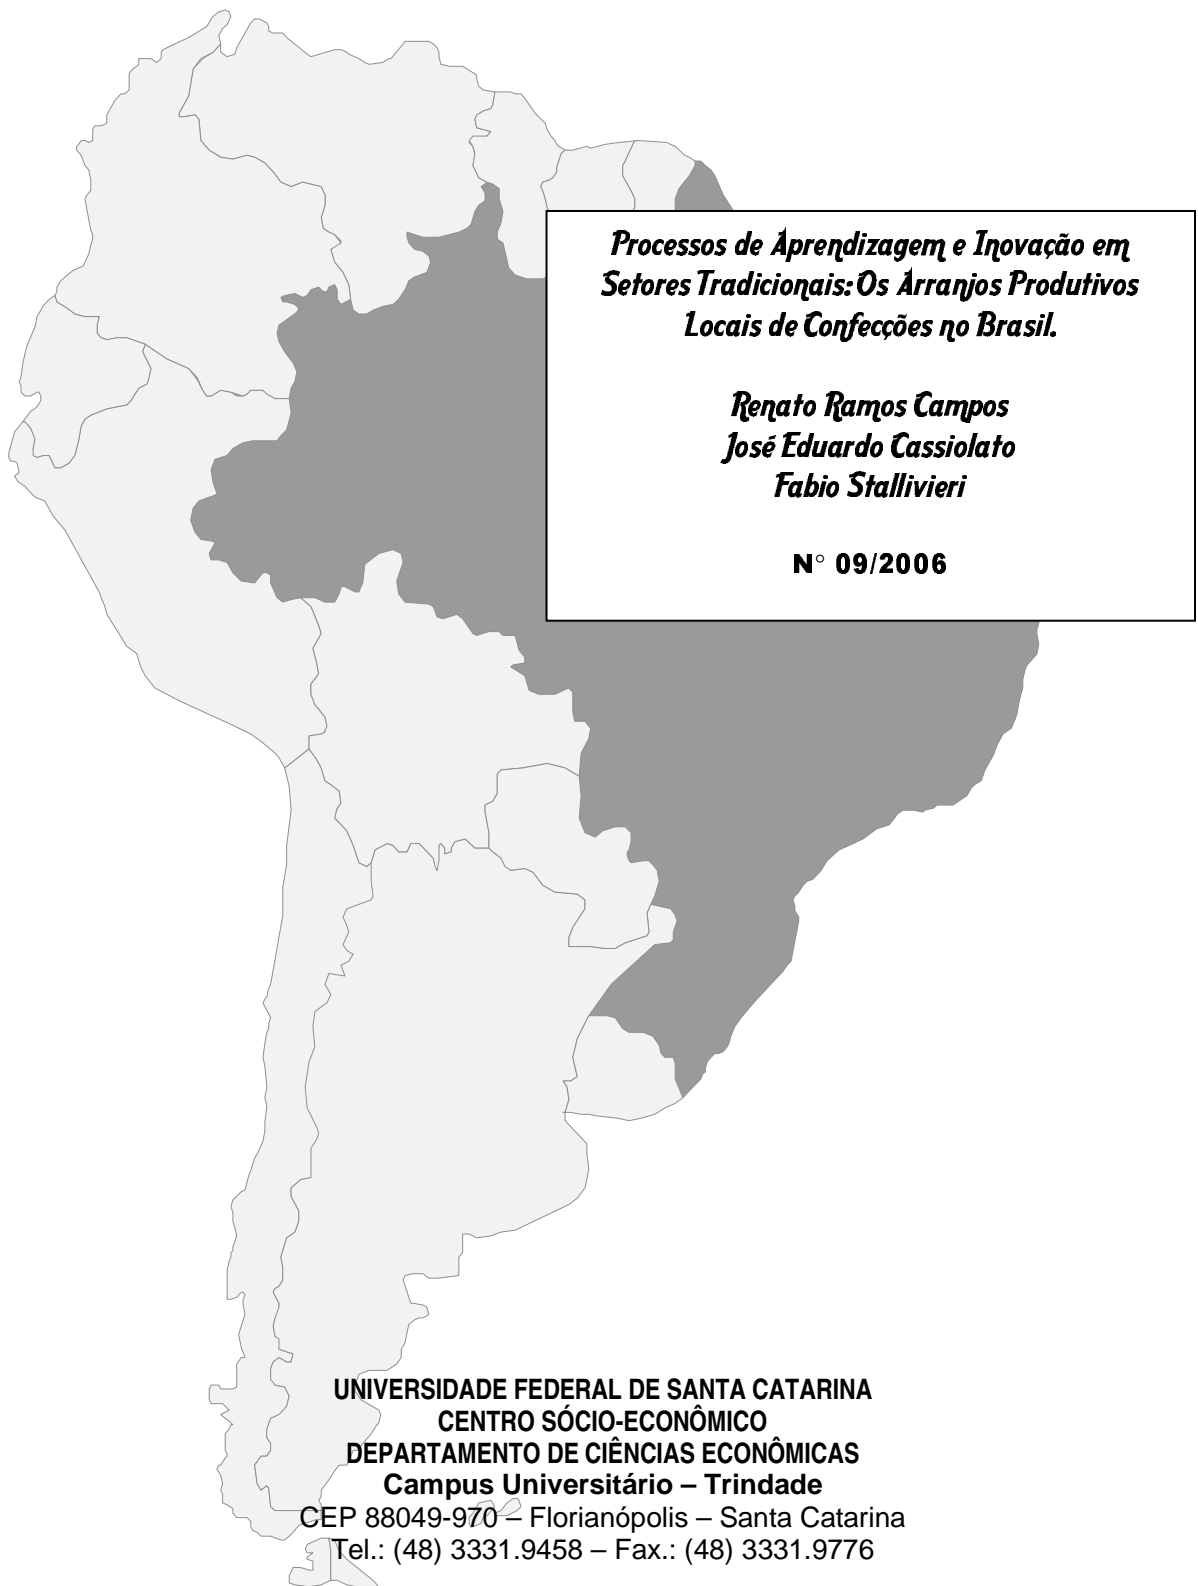 Processos de Aprendizagem e Inovação em
Setores Tradicionais: Os Arranjos Produtivos
Locais de Confecções no Brasil.
Renato Ramos Campos
José Eduardo Cassiolato
Fabio Stallivieri
N° 09/2006
UNIVERSIDADE FEDERAL DE SANTA CATARINA
CENTRO SÓCIO-ECONÔMICO
DEPARTAMENTO DE CIÊNCIAS ECONÔMICAS
Campus Universitário – Trindade
CEP 88049-970 – Florianópolis – Santa Catarina
Tel.: (48) 3331.9458 – Fax.: (48) 3331.9776